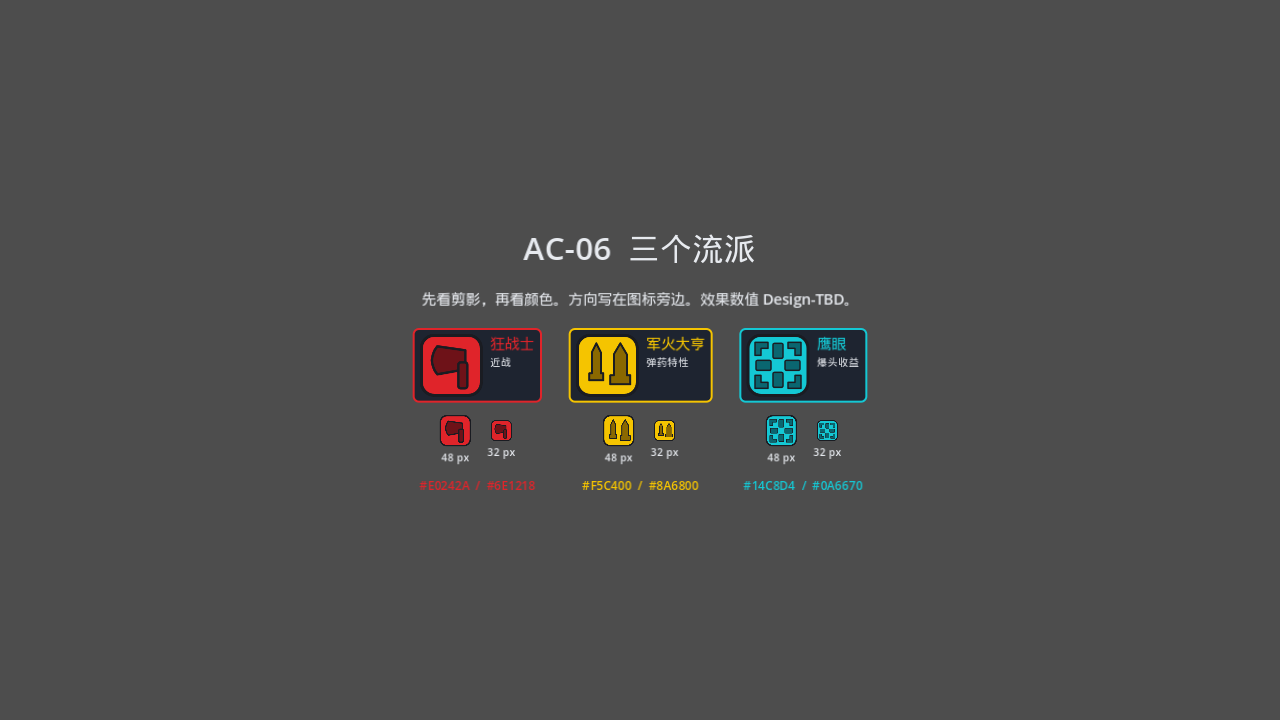 AC-06 三个流派
先看剪影，再看颜色。方向写在图标旁边。效果数值 Design-TBD。
狂战士
近战
军火大亨
弹药特性
鹰眼
爆头收益
48 px
32 px
48 px
32 px
48 px
32 px
#E0242A / #6E1218
#F5C400 / #8A6800
#14C8D4 / #0A6670